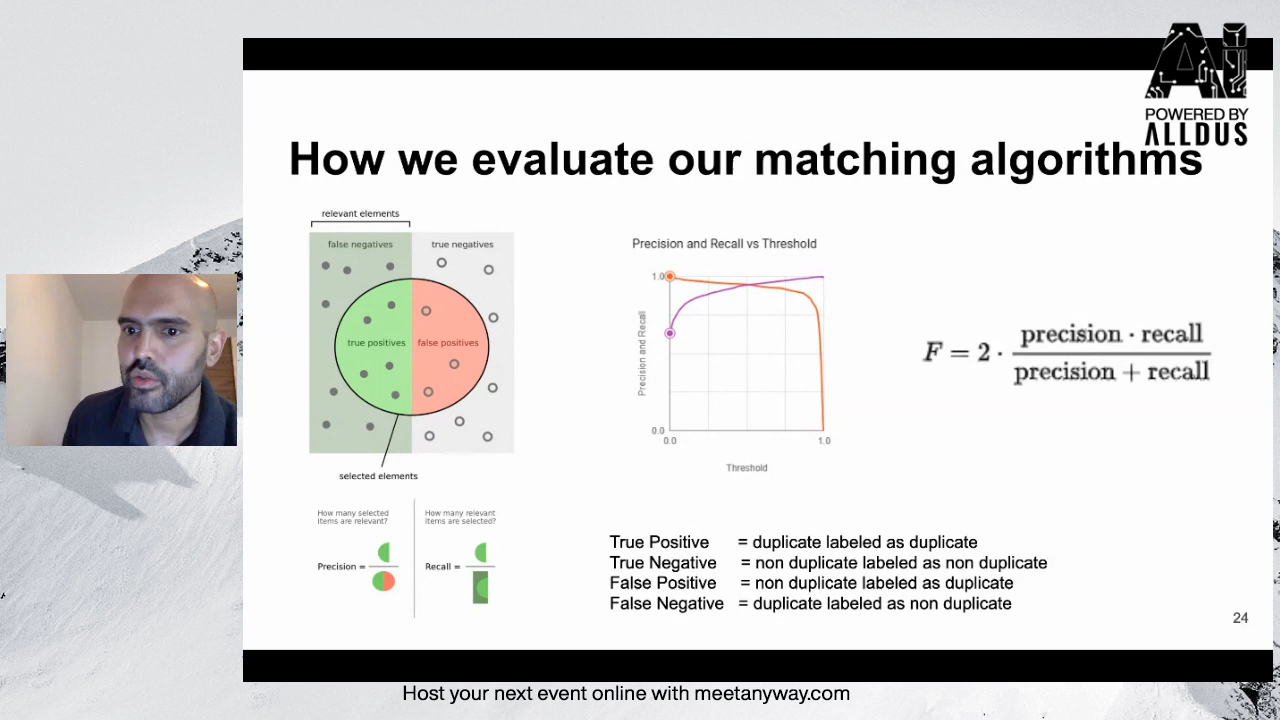 AI
POWERED BY
ALLDUS
How we evaluate our matching algorithms
relevant elements
false negatives
true negatives
true positives
false positives
selected elements
How many selected
items are relevant?
How many relevant
items are selected?
Precision =
Recall =
Precision and Recall vs Threshold
1.0
Precision and Recall
0.0
0.0
1.0
Threshold
F = 2 · precision · recall
precision + recall
True Positive = duplicate labeled as duplicate
True Negative = non duplicate labeled as non duplicate
False Positive = non duplicate labeled as duplicate
False Negative = duplicate labeled as non duplicate
24
Host your next event online with meetanyway.com